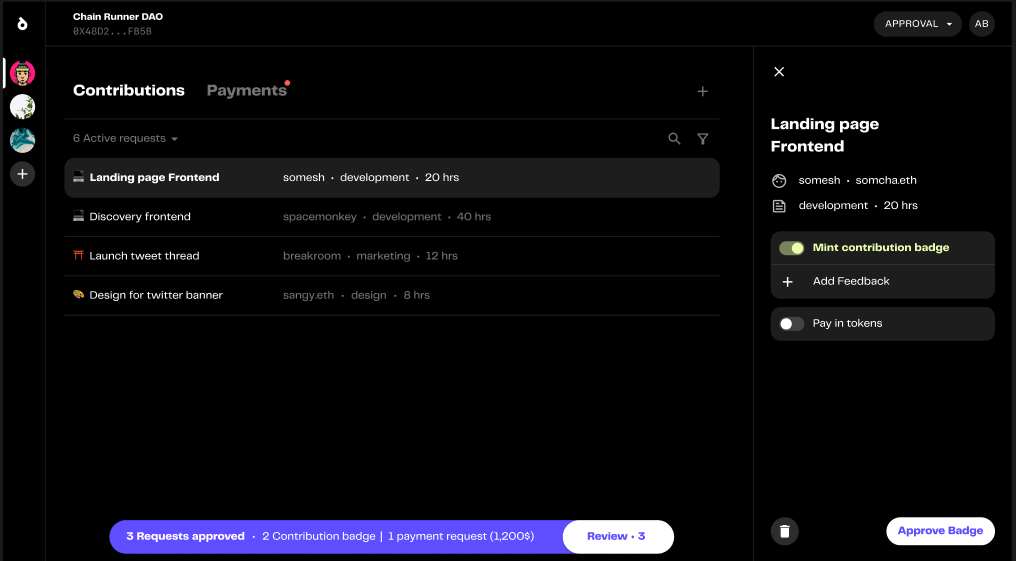 Chain Runner DAO
0X48D2...FB5B
APPROVAL
AB
Contributions Payments
6 Active requests
Landing page Frontend somesh • development • 20 hrs
Discovery frontend spacemonkey • development • 40 hrs
Launch tweet thread breakroom • marketing • 12 hrs
Design for twitter banner sangy.eth • design • 8 hrs
3 Requests approved • 2 Contribution badge | 1 payment request (1,200$)
Review • 3
Landing page
Frontend
somesh • somcha.eth
development • 20 hrs
Mint contribution badge
Add Feedback
Pay in tokens
Approve Badge